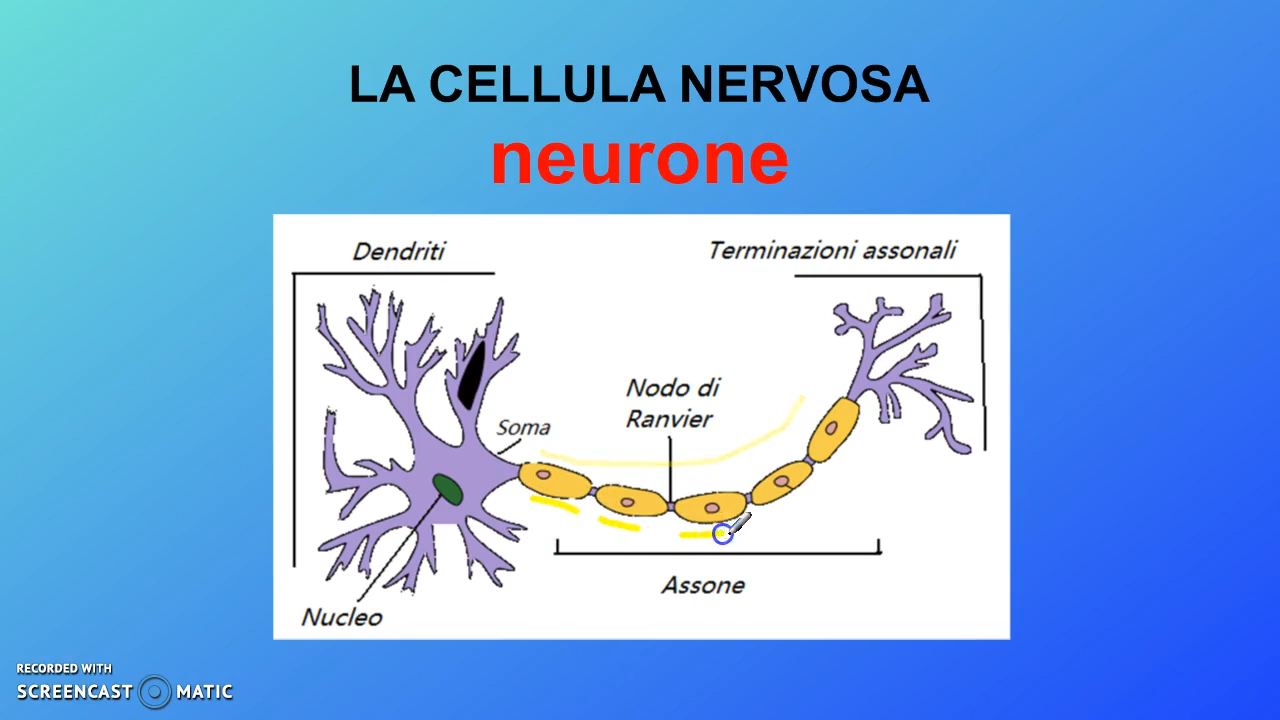 LA CELLULA NERVOSA
neurone
Dendriti
Terminazioni assonali
Nodo di
Ranvier
Soma
Assone
Nucleo
RECORDED WITH
SCREENCAST MATIC